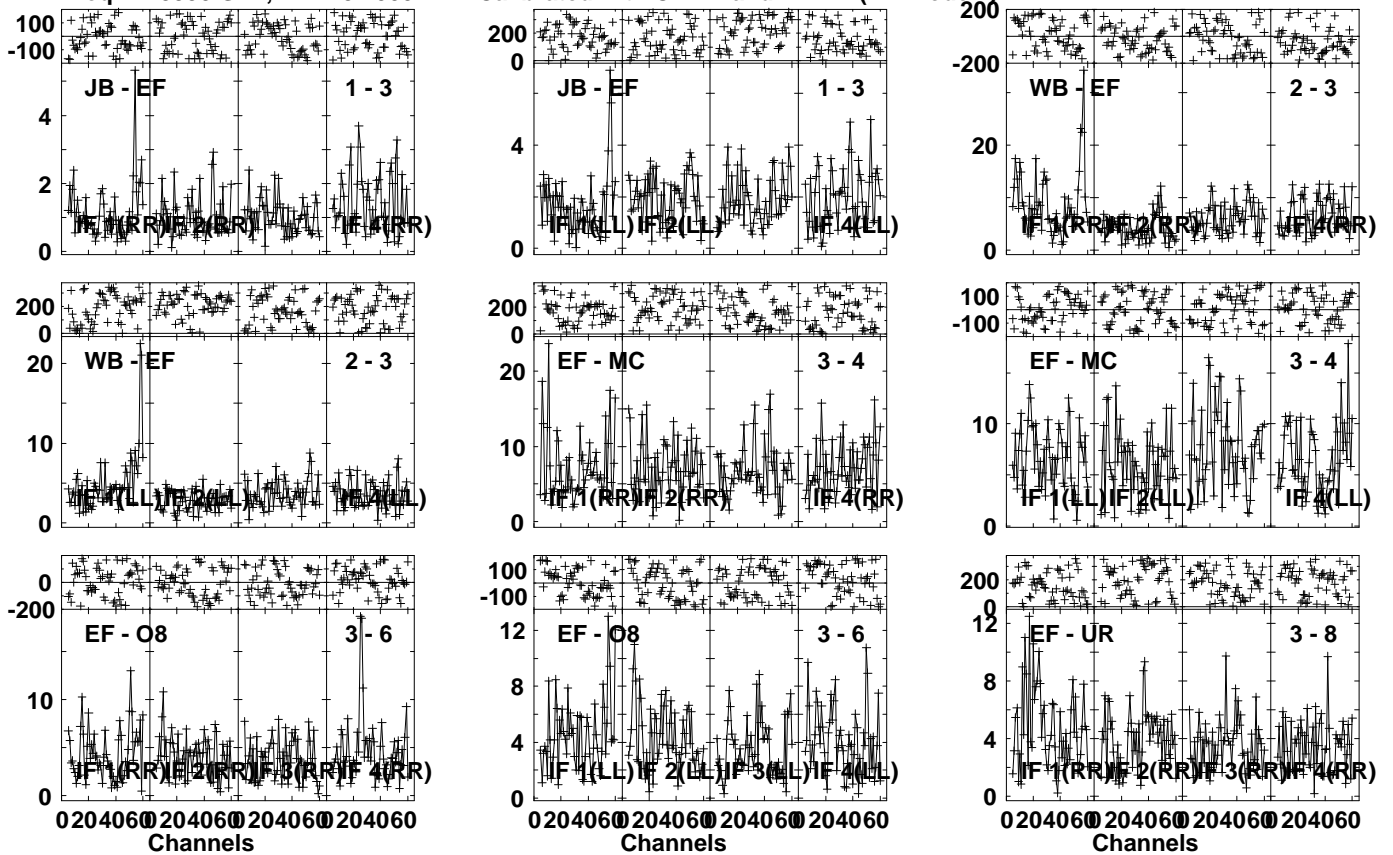 100
-100
JB - EF
1 - 3
4
2
0
IF 1(RR)
IF 2(RR)
IF 4(RR)
200
0
JB - EF
1 - 3
4
0
IF 1(LL)
IF 2(LL)
IF 4(LL)
200
-200
WB - EF
2 - 3
20
0
IF 1(RR)
IF 2(RR)
IF 4(RR)
200
0
WB - EF
2 - 3
20
10
0
IF 1(LL)
IF 2(LL)
IF 4(LL)
200
0
EF - MC
3 - 4
20
10
0
IF 1(RR)
IF 2(RR)
IF 4(RR)
100
-100
EF - MC
3 - 4
10
0
IF 1(LL)
IF 2(LL)
IF 4(LL)
0
-200
EF - O8
3 - 6
10
0
IF 1(RR)
IF 2(RR)
IF 3(RR)
IF 4(RR)
0 20 40 60 0 20 40 60 0 20 40 60 0 20 40 60
Channels
100
-100
EF - O8
3 - 6
12
8
4
0
IF 1(LL)
IF 2(LL)
IF 3(LL)
IF 4(LL)
0 20 40 60 0 20 40 60 0 20 40 60 0 20 40 60
Channels
200
0
EF - UR
3 - 8
12
8
4
0
IF 1(RR)
IF 2(RR)
IF 3(RR)
IF 4(RR)
0 20 40 60 0 20 40 60 0 20 40 60 0 20 40 60
Channels